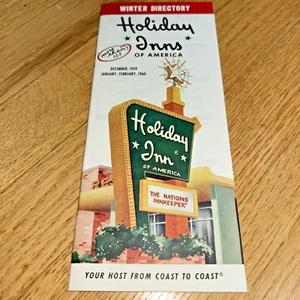 WINTER DIRECTORY
Holiday
Inns
OF AMERICA
DECEMBER, 1959
JANUARY, FEBRUARY, 1960
Holiday
Inn
OF AMERICA
"THE NATIONS
INNKEEPER"
YOUR HOST FROM COAST TO COAST®